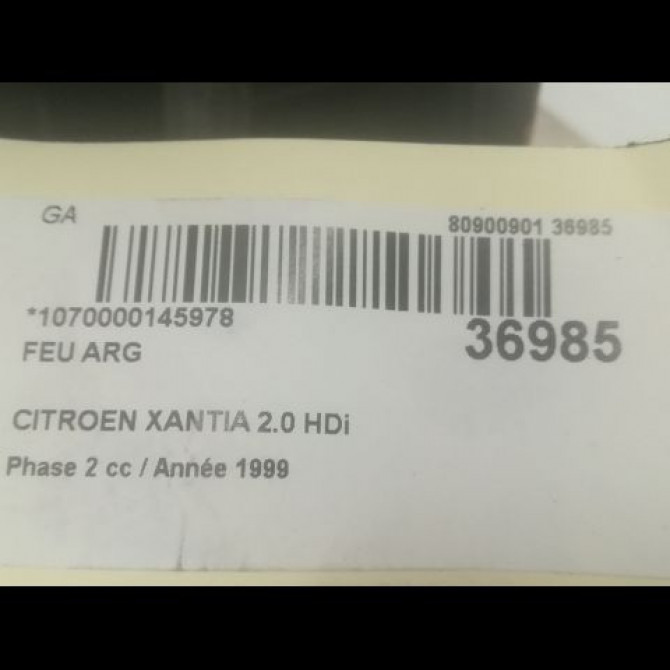 GA
80900901 36985
*1070000145978
36985
FEU ARG
CITROEN XANTIA 2.0 HDi
Phase 2 cc / Année 1999